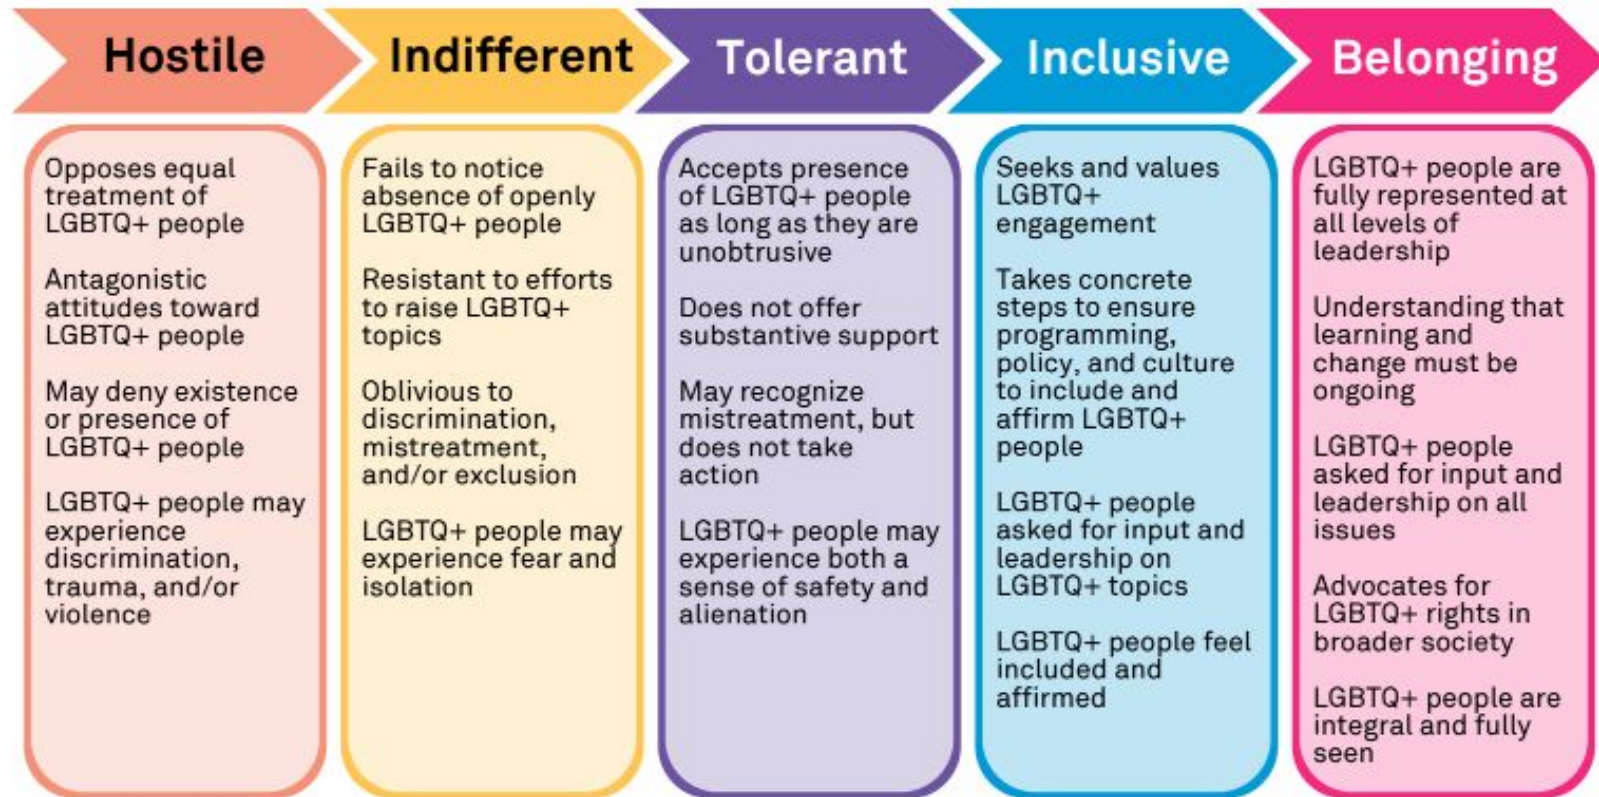 Hostile
Indifferent
Tolerant
Inclusive
Belonging
Opposes equal
treatment of
LGBTQ+ people
Antagonistic
attitudes toward
LGBTQ+ people
May deny existence
or presence of
LGBTQ+ people
LGBTQ+ people may
experience
discrimination,
trauma, and/or
violence
Fails to notice
absence of openly
LGBTQ+ people
Resistant to efforts
to raise LGBTQ+
topics
Oblivious to
discrimination,
mistreatment,
and/or exclusion
LGBTQ+ people may
experience fear and
isolation
Accepts presence
of LGBTQ+ people
as long as they are
unobtrusive
Does not offer
substantive support
May recognize
mistreatment, but
does not take
action
LGBTQ+ people may
experience both a
sense of safety and
alienation
Seeks and values
LGBTQ+
engagement
Takes concrete
steps to ensure
programming,
policy, and culture
to include and
affirm LGBTQ+
people
LGBTQ+ people
asked for input and
leadership on
LGBTQ+ topics
LGBTQ+ people feel
included and
affirmed
LGBTQ+ people are
fully represented at
all levels of
leadership
Understanding that
learning and
change must be
ongoing
LGBTQ+ people
asked for input and
leadership on all
issues
Advocates for
LGBTQ+ rights in
broader society
LGBTQ+ people are
integral and fully
seen